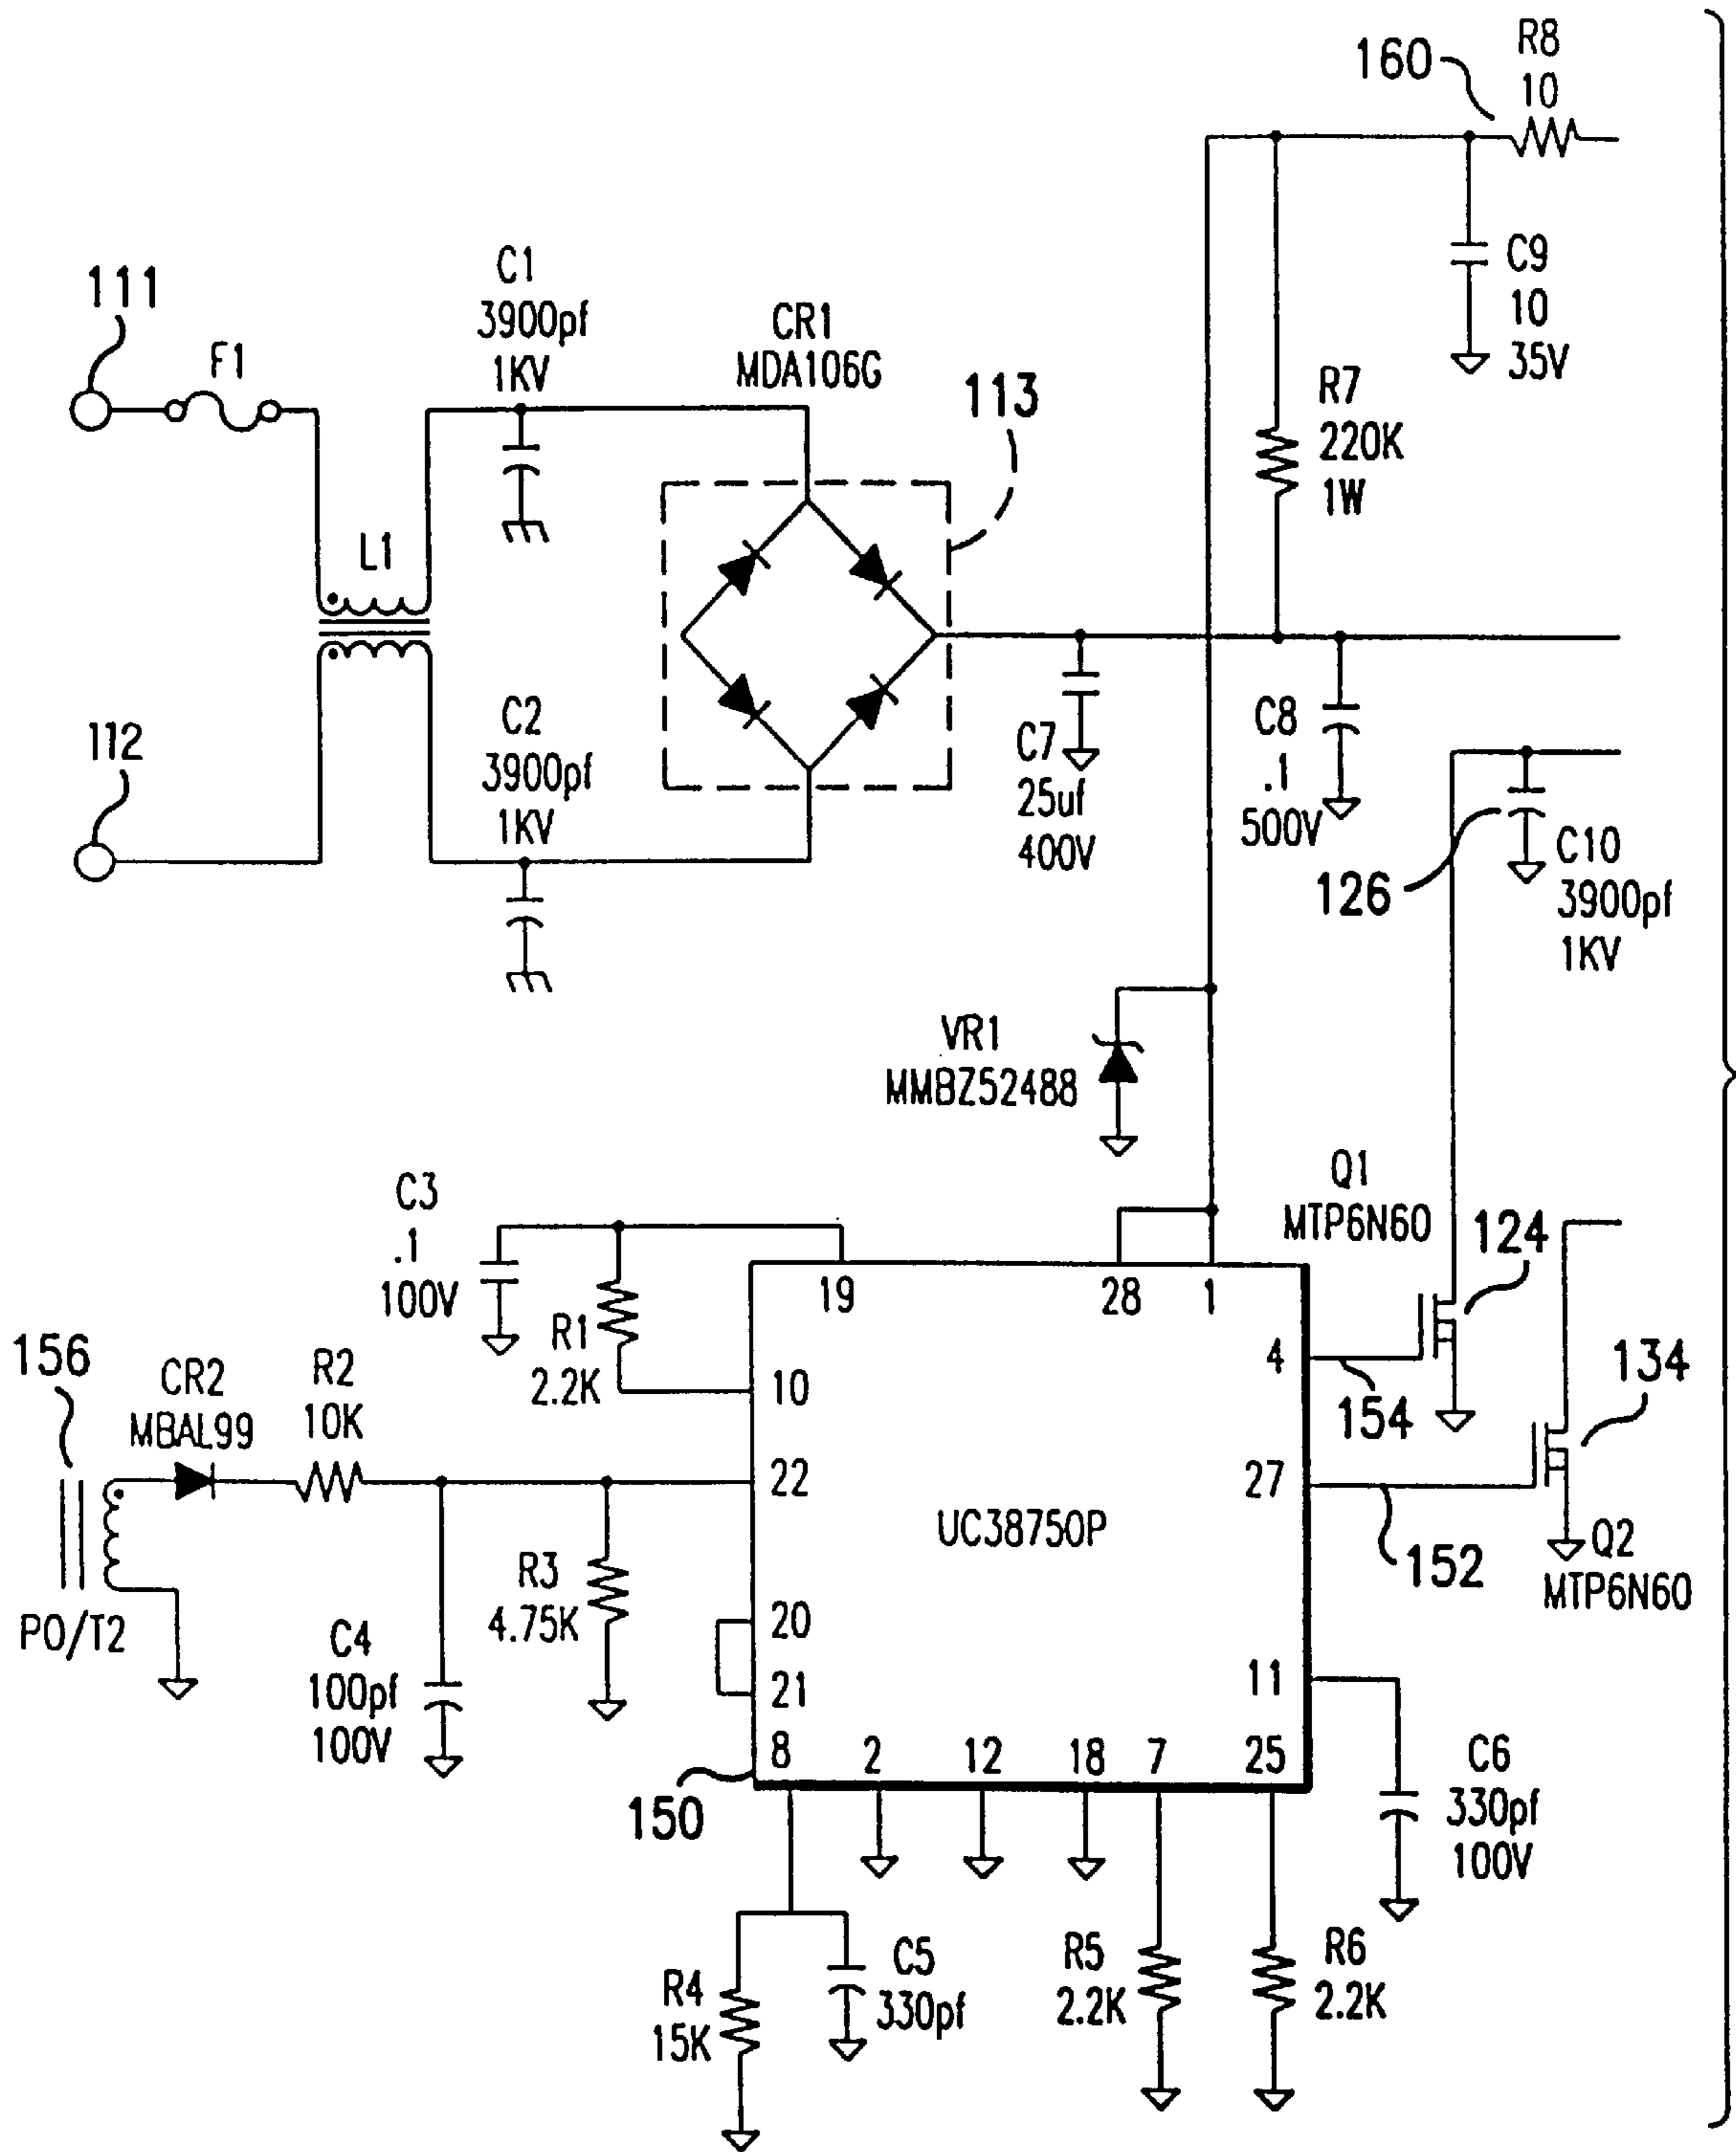 160
R8
10
111
F1
C1
3900pf
1KV
CR1
MDA106G
113
C9
10
35V
R7
220K
1W
L1
112
C2
3900pf
1KV
C7
25uf
400V
C8
.1
500V
126
C10
3900pf
1KV
VR1
MMBZ52488
Q1
MTP6N60
124
C3
.1
100V
R1
2.2K
19
28
1
4
154
134
156
CR2
MBAL99
R2
10K
10
22
27
UC38750P
152
Q2
MTP6N60
PO/T2
R3
4.75K
C4
100pf
100V
20
21
11
8
2
12
18
7
25
150
C6
330pf
100V
R4
15K
C5
330pf
R5
2.2K
R6
2.2K